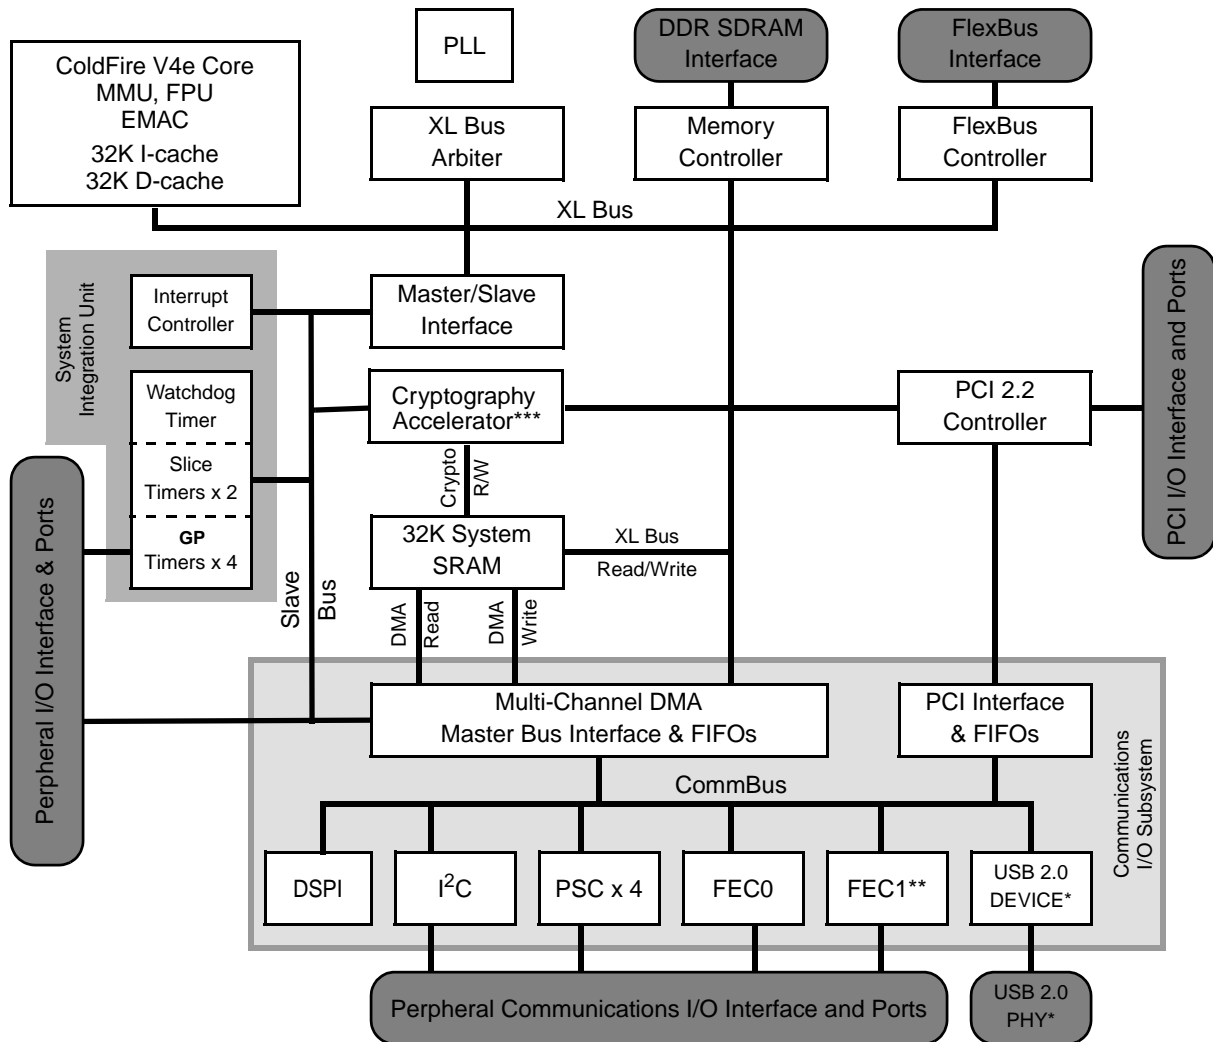 ColdFire V4e Core
MMU, FPU
EMAC
32K I-cache
32K D-cache
PLL
DDR SDRAM
Interface
FlexBus
Interface
XL Bus
Arbiter
Memory
Controller
FlexBus
Controller
XL Bus
System
Integration Unit
Interrupt
Controller
Master/Slave
Interface
Watchdog
Timer
Slice
Timers x 2
GP
Timers x 4
Cryptography
Accelerator***
PCI 2.2
Controller
PCI I/O Interface and Ports
Crypto
R/W
32K System
SRAM
XL Bus
Read/Write
Slave
Bus
DMA
Read
DMA
Write
Perpheral I/O Interface & Ports
Multi-Channel DMA
Master Bus Interface & FIFOs
PCI Interface
& FIFOs
Communications
I/O Subsystem
CommBus
DSPI
I²C
PSC x 4
FEC0
FEC1**
USB 2.0
DEVICE*
Perpheral Communications I/O Interface and Ports
USB 2.0
PHY*